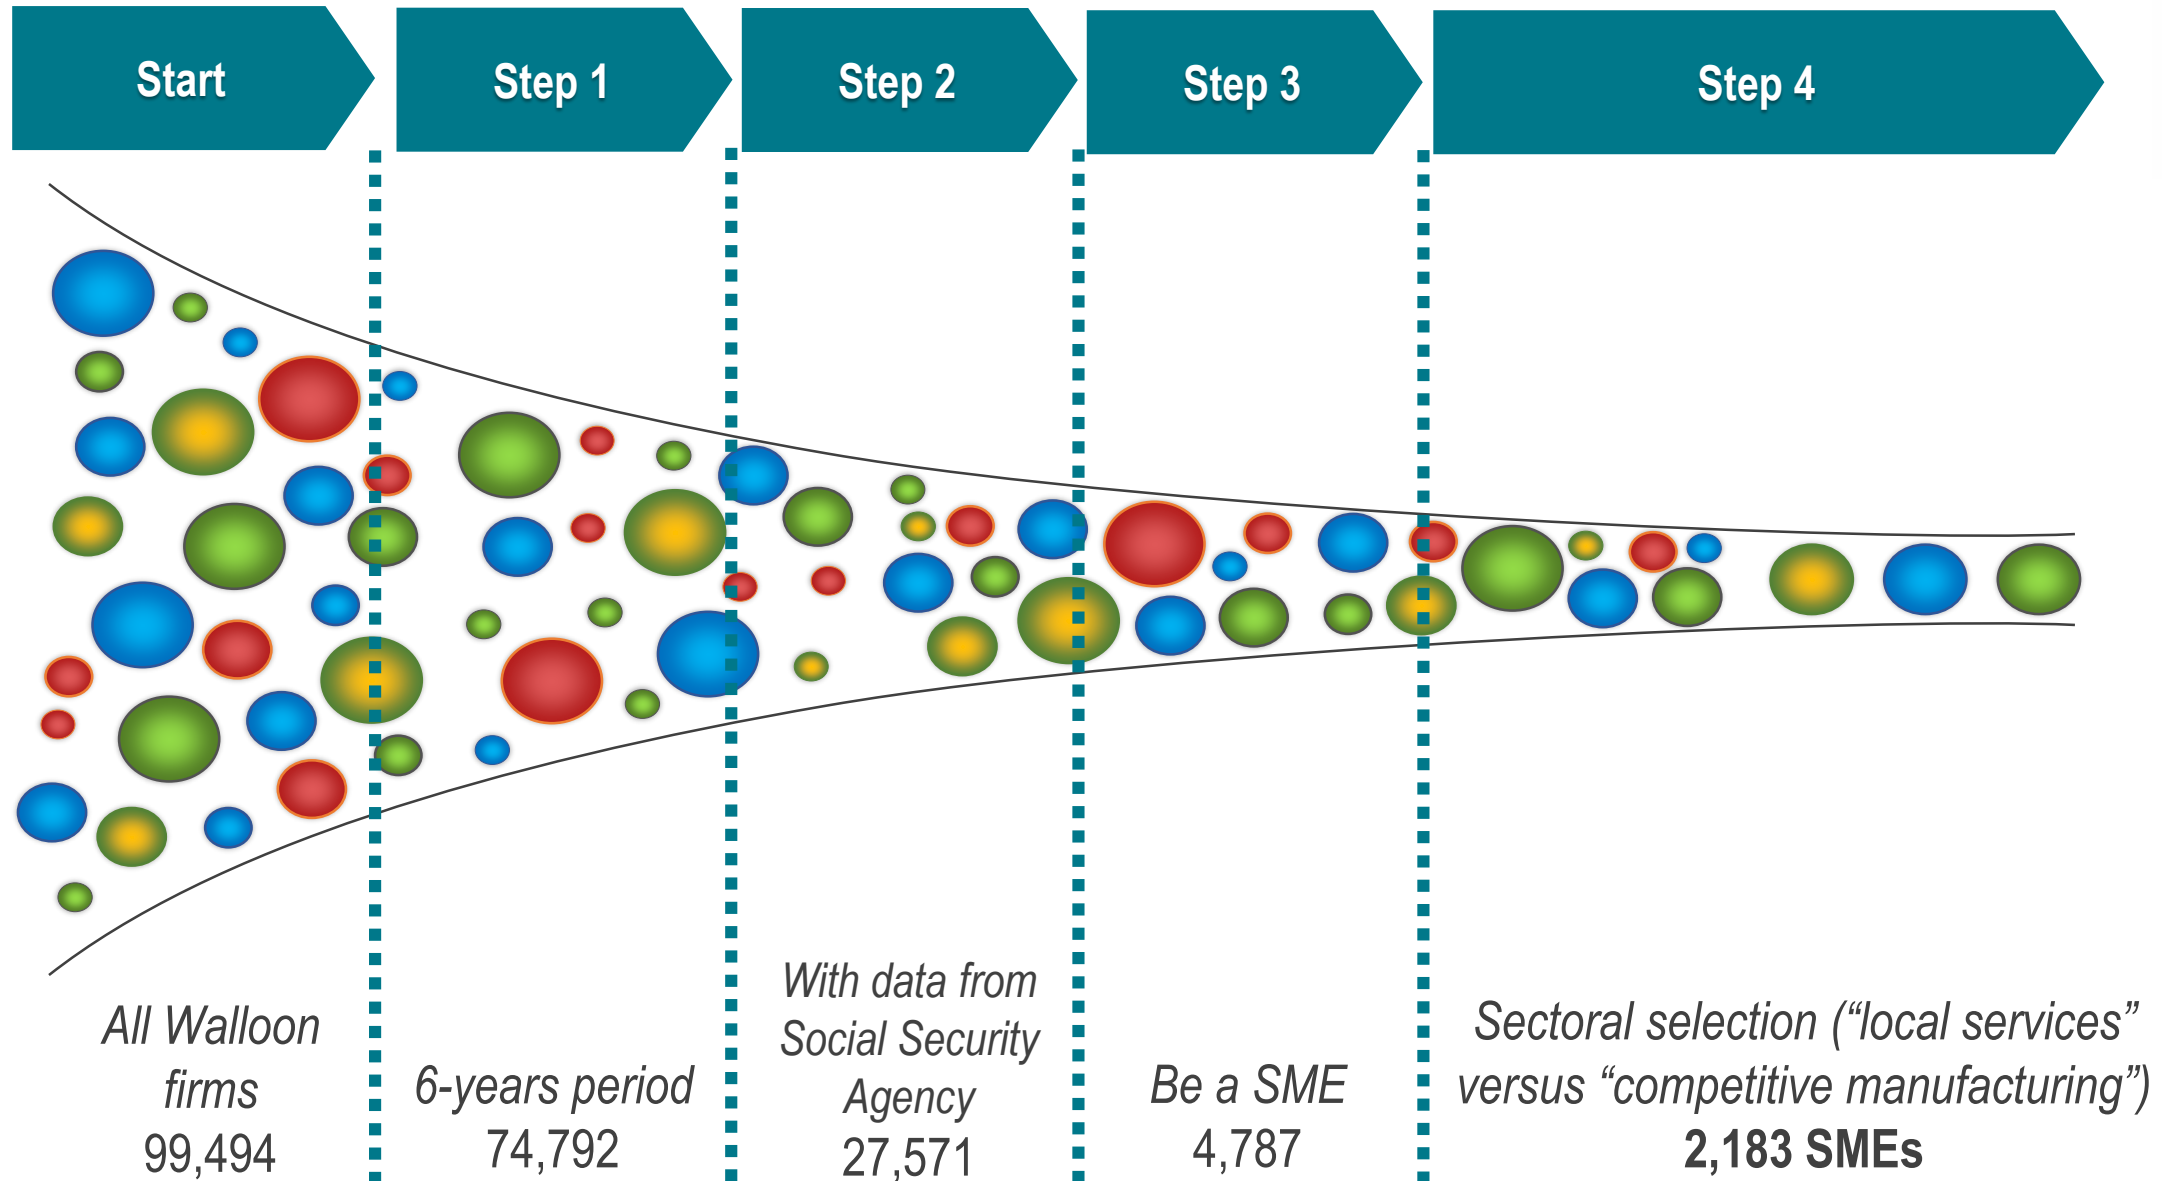 Start
Step 1
Step 2
Step 3
Step 4
All Walloon
firms
99,494
6-years period
74,792
With data from
Social Security
Agency
27,571
Be a SME
4,787
Sectoral selection (“local services”
versus “competitive manufacturing”)
2,183 SMEs